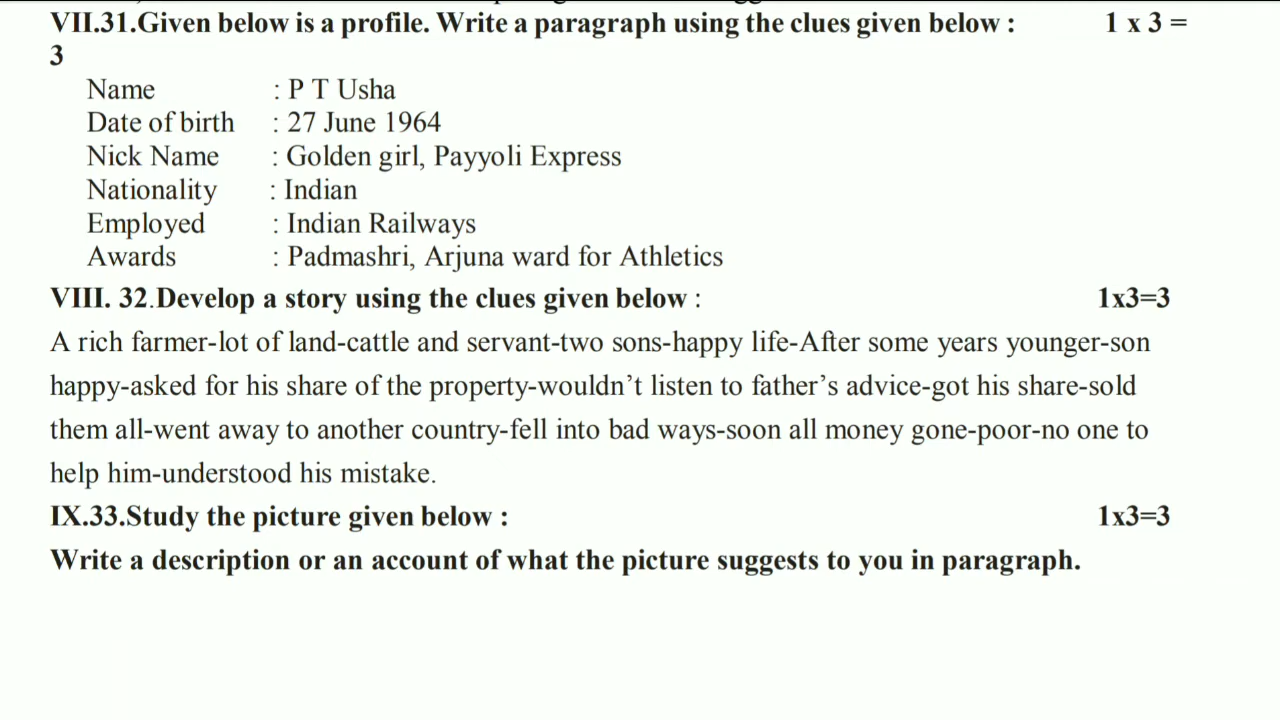 VII.31.Given below is a profile. Write a paragraph using the clues given below : 1 x 3 =
3
Name : P T Usha
Date of birth : 27 June 1964
Nick Name : Golden girl, Payyoli Express
Nationality : Indian
Employed : Indian Railways
Awards : Padmashri, Arjuna ward for Athletics
VIII. 32.Develop a story using the clues given below : 1x3=3
A rich farmer-lot of land-cattle and servant-two sons-happy life-After some years younger-son
happy-asked for his share of the property-wouldn’t listen to father’s advice-got his share-sold
them all-went away to another country-fell into bad ways-soon all money gone-poor-no one to
help him-understood his mistake.
IX.33.Study the picture given below : 1x3=3
Write a description or an account of what the picture suggests to you in paragraph.